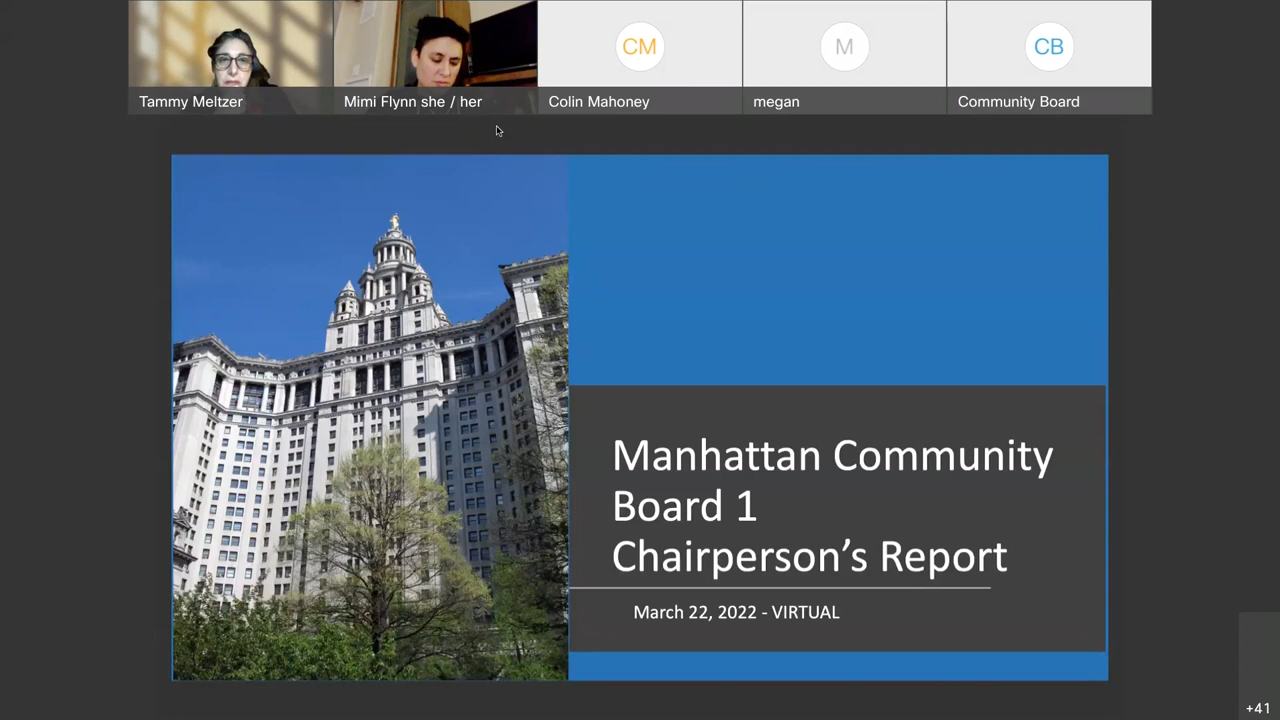 CM
M
CB
Tammy Meltzer
Mimi Flynn she / her
Colin Mahoney
megan
Community Board
Manhattan Community
Board 1
Chairperson’s Report
March 22, 2022 - VIRTUAL
+41